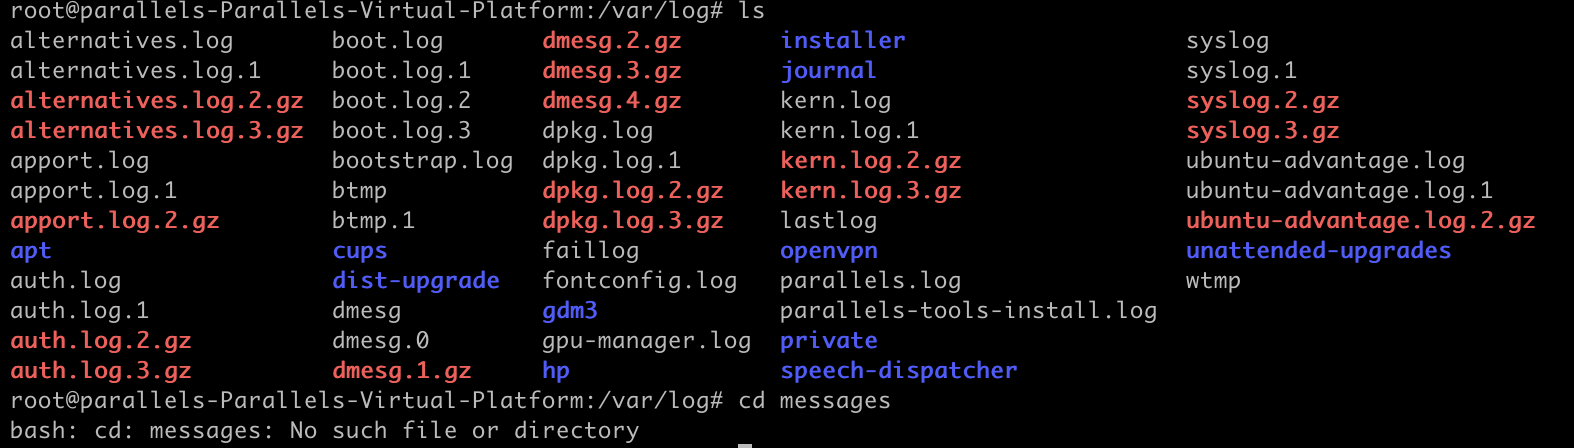 root@parallels-Parallels-Virtual-Platform:/var/log# ls
alternatives.log boot.log dmesg.2.gz installer syslog
alternatives.log.1 boot.log.1 dmesg.3.gz journal syslog.1
alternatives.log.2.gz boot.log.2 dmesg.4.gz kern.log syslog.2.gz
alternatives.log.3.gz boot.log.3 dpkg.log kern.log.1 syslog.3.gz
apport.log bootstrap.log dpkg.log.1 kern.log.2.gz ubuntu-advantage.log
apport.log.1 btmp dpkg.log.2.gz kern.log.3.gz ubuntu-advantage.log.1
apport.log.2.gz btmp.1 dpkg.log.3.gz lastlog ubuntu-advantage.log.2.gz
apt cups faillog openvpn unattended-upgrades
auth.log dist-upgrade fontconfig.log parallels.log wtmp
auth.log.1 dmesg gdm3 parallels-tools-install.log
auth.log.2.gz dmesg.0 gpu-manager.log private
auth.log.3.gz dmesg.1.gz hp speech-dispatcher
root@parallels-Parallels-Virtual-Platform:/var/log# cd messages
bash: cd: messages: No such file or directory